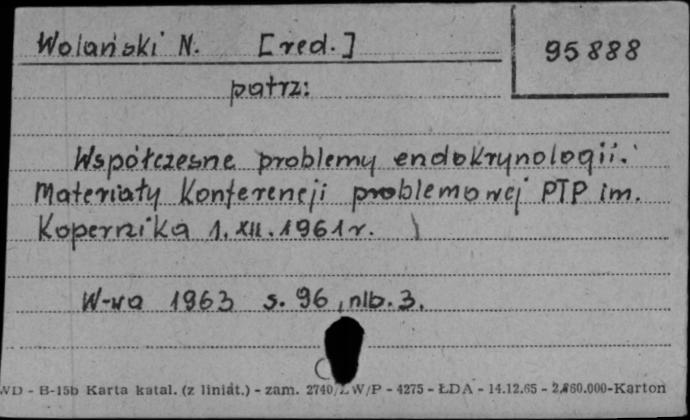 Wolański N. [red.]
95888
patrz:
Współczesne problemy endokrynologii.
Materiały Konferencji problemowej PTP im.
Kopernika 1.XII.1961r.
W-wa 1963 s. 96, nlb. 3.
WD - B-15b Karta katal. (z liniat.) - zam. 2740/ZW/P - 4275 - ŁDA - 14.12.65 - 2.860.000-Karton